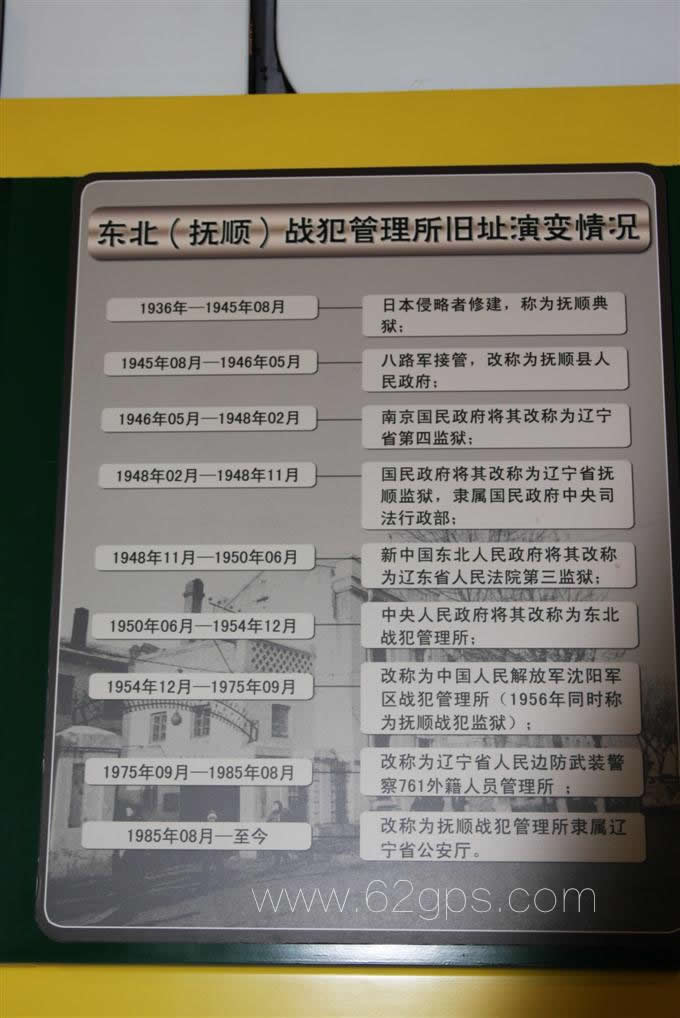 东北（抚顺）战犯管理所旧址演变情况
1936年—1945年08月
日本侵略者修建，称为抚顺典
狱；
1945年08月—1946年05月
八路军接管，改称为抚顺县人
民政府；
1946年05月—1948年02月
南京国民政府将其改称为辽宁
省第四监狱；
1948年02月—1948年11月
国民政府将其改称为辽宁省抚
顺监狱，隶属国民政府中央司
法行政部；
1948年11月—1950年06月
新中国东北人民政府将其改称
为辽东省人民法院第三监狱；
1950年06月—1954年12月
中央人民政府将其改称为东北
战犯管理所；
1954年12月—1975年09月
改称为中国人民解放军沈阳军
区战犯管理所（1956年同时称
为抚顺战犯监狱）；
1975年09月—1985年08月
改称为辽宁省人民边防武装警
察761外籍人员管理所 ；
1985年08月—至今
改称为抚顺战犯管理所隶属辽
宁省公安厅。
www.62gps.com